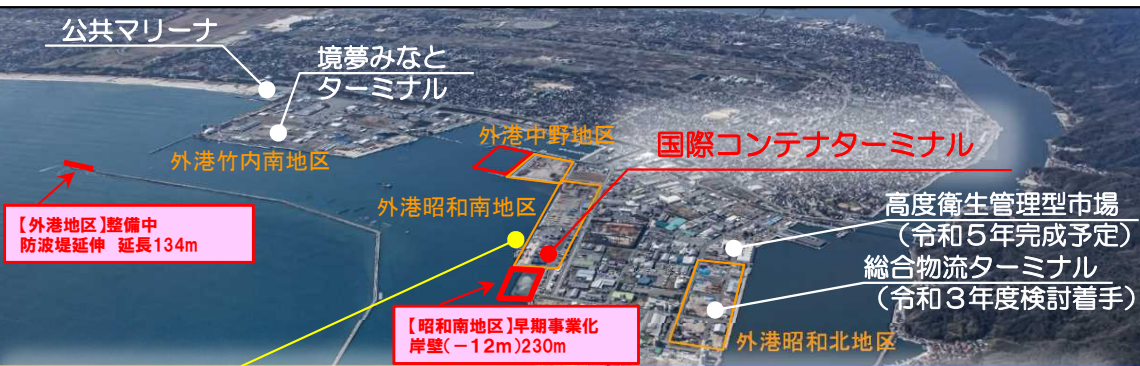 公共マリーナ
境夢みなと
ターミナル
外港竹内南地区
外港中野地区
国際コンテナターミナル
外港昭和南地区
高度衛生管理型市場
（令和５年完成予定）
総合物流ターミナル
（令和３年度検討着手）
【外港地区】整備中
防波堤延伸 延長134m
【昭和南地区】早期事業化
岸壁(－12m)230m
外港昭和北地区